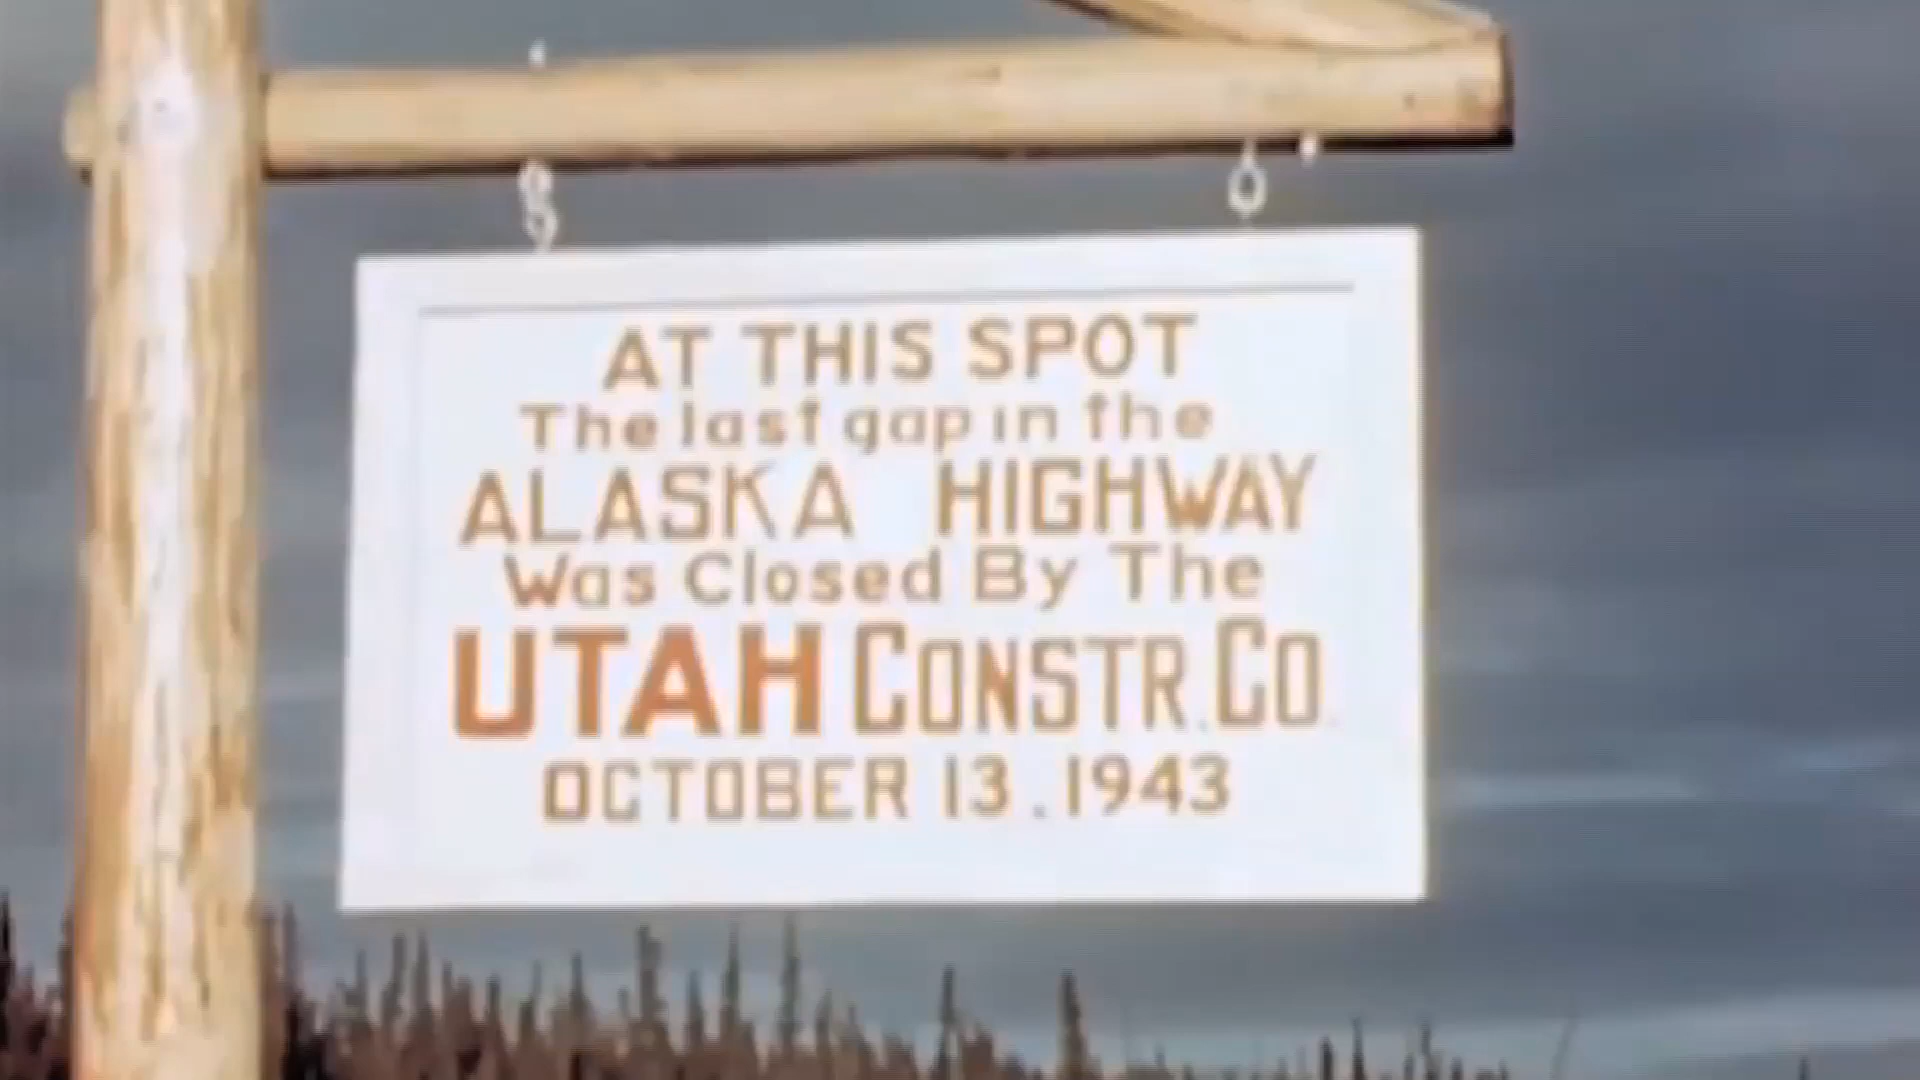 AT THIS SPOT
The last gap in the
ALASKA HIGHWAY
Was Closed By The
UTAH CONSTR. CO.
OCTOBER 13. 1943